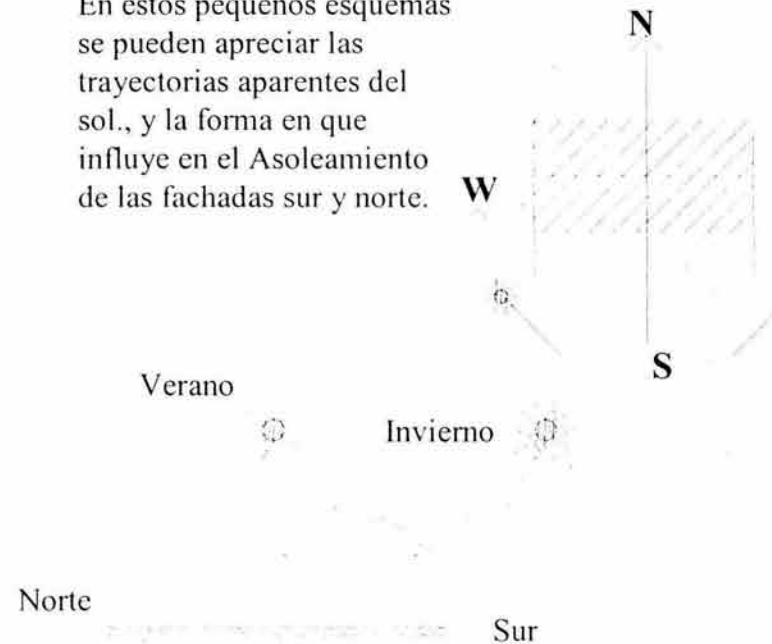 En estos pequeños esquemas
se pueden apreciar las
trayectorias aparentes del
sol., y la forma en que
influye en el Asoleamiento
de las fachadas sur y norte.
N
W
S
Verano
Invierno
Norte
Sur